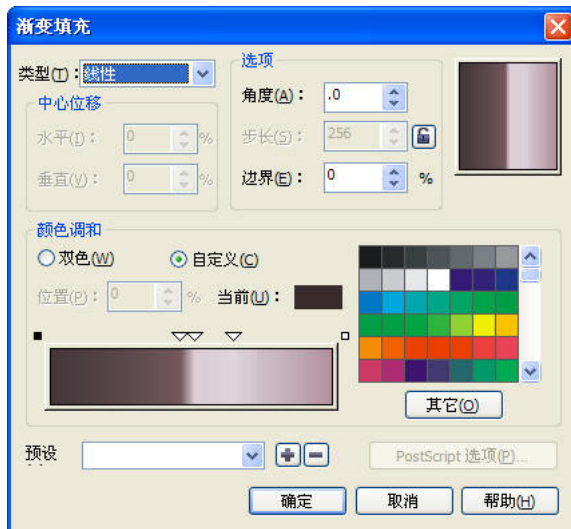 渐变填充
类型(T)： 线性
选项
中心位移
角度(A)： .0
水平(I)： 0 %
步长(S)： 256
垂直(V)： 0 %
边界(E)： 0 %
颜色调和
双色(W) 自定义(C)
位置(P)： 0 % 当前(U)：
其它(O)
预设
PostScript 选项(P)...
确定 取消 帮助(H)